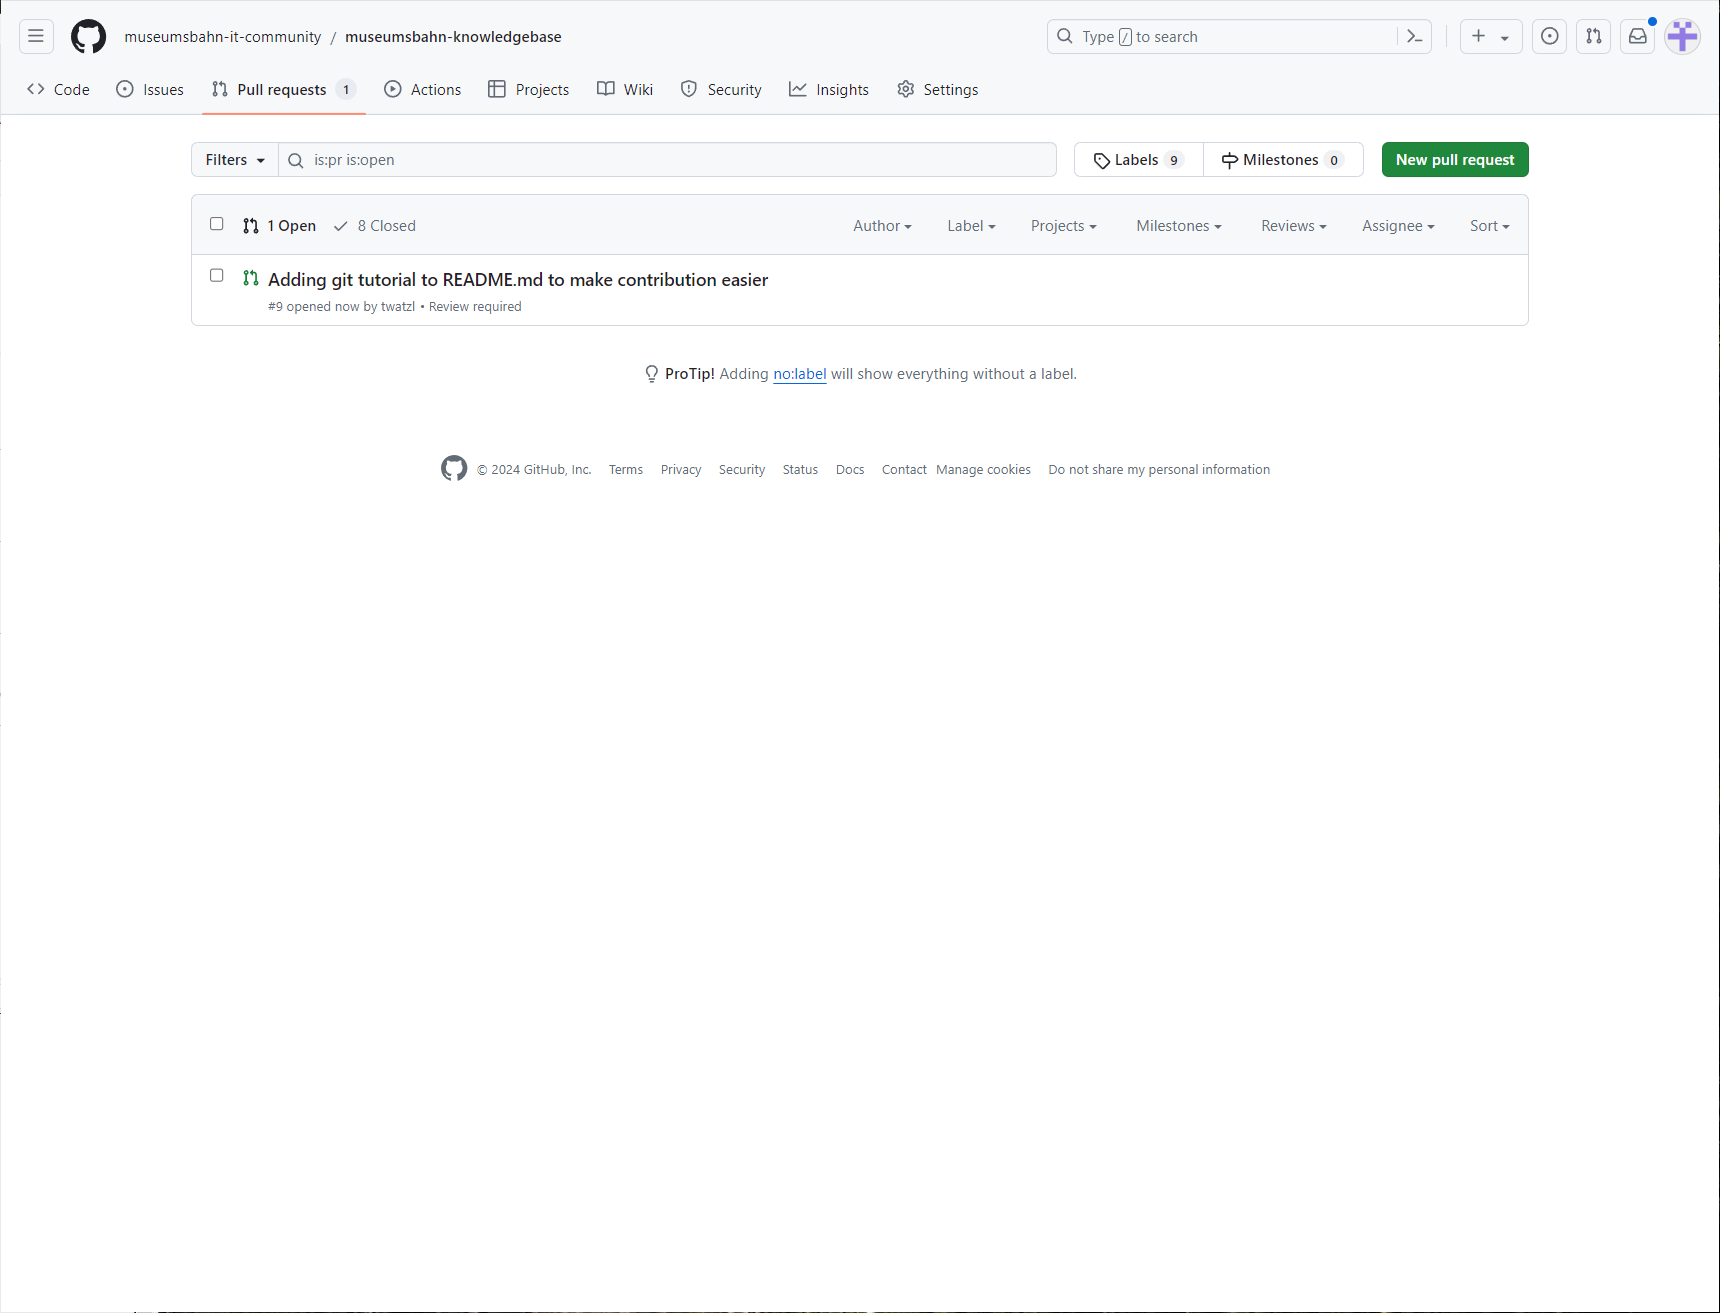 museumsbahn-it-community / museumsbahn-knowledgebase
Type / to search
Code Issues Pull requests 1 Actions Projects Wiki Security Insights Settings
Filters is:pr is:open Labels 9 Milestones 0 New pull request
1 Open 8 Closed Author Label Projects Milestones Reviews Assignee Sort
Adding git tutorial to README.md to make contribution easier
#9 opened now by twatzl • Review required
ProTip! Adding no:label will show everything without a label.
© 2024 GitHub, Inc. Terms Privacy Security Status Docs Contact Manage cookies Do not share my personal information